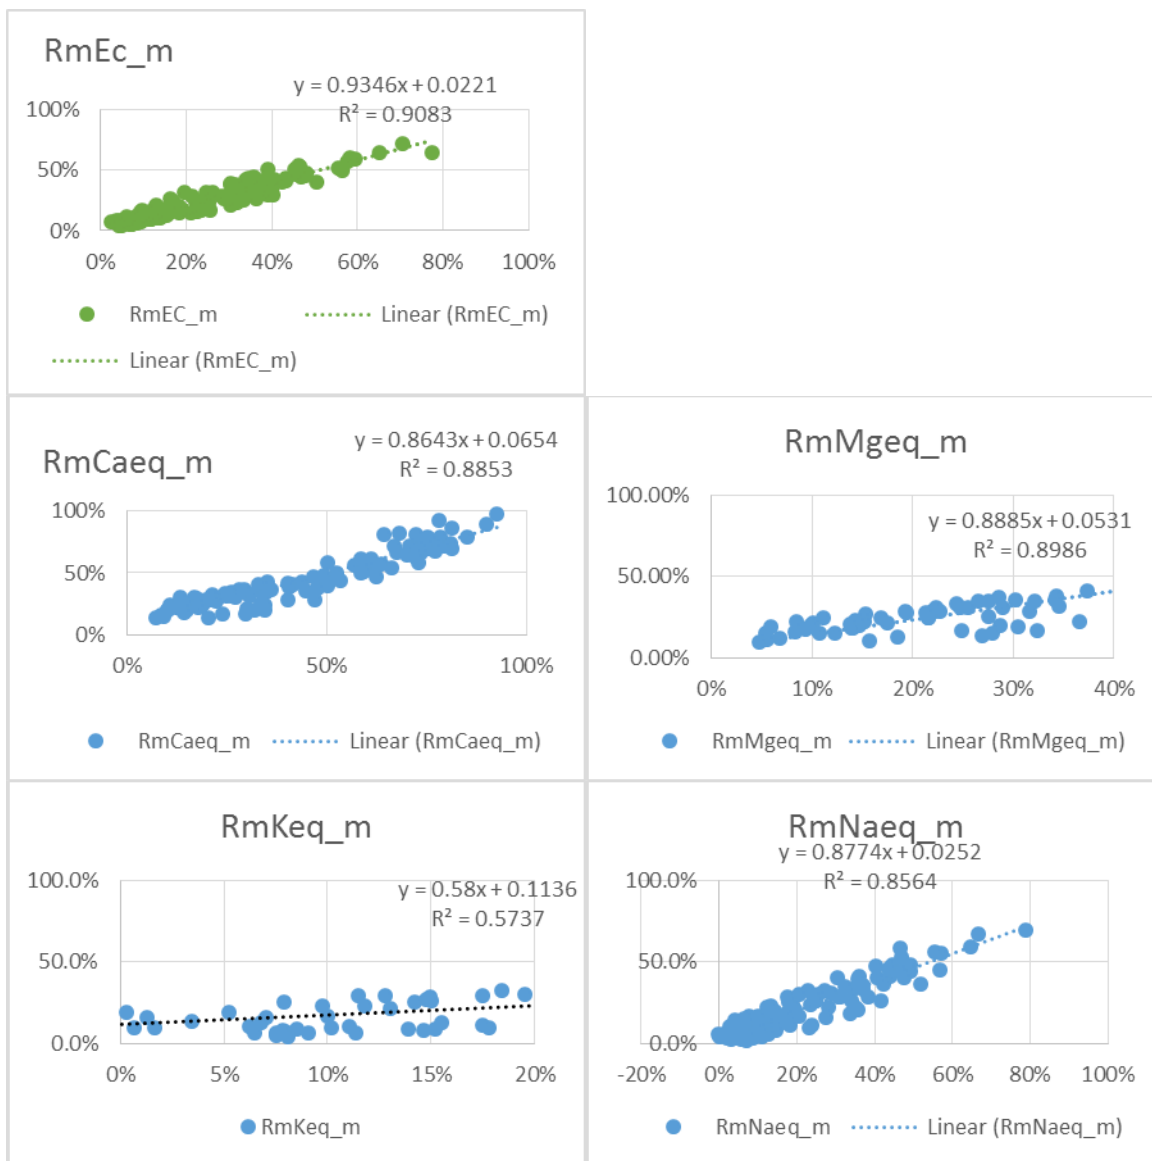 RmEc_m
y = 0.9346x + 0.0221
R² = 0.9083
100%
50%
0%
0% 20% 40% 60% 80% 100%
RmEC_m Linear (RmEC_m)
Linear (RmEC_m)
RmCaeq_m
y = 0.8643x + 0.0654
R² = 0.8853
100%
50%
0%
0% 50% 100%
RmCaeq_m Linear (RmCaeq_m)
RmMgeq_m
y = 0.8885x + 0.0531
R² = 0.8986
100.00%
50.00%
0.00%
0% 10% 20% 30% 40%
RmMgeq_m Linear (RmMgeq_m)
RmKeq_m
y = 0.58x + 0.1136
R² = 0.5737
100.0%
50.0%
0.0%
0% 5% 10% 15% 20%
RmKeq_m
RmNaeq_m
y = 0.8774x + 0.0252
R² = 0.8564
100.0%
50.0%
0.0%
-20% 0% 20% 40% 60% 80% 100%
RmNaeq_m Linear (RmNaeq_m)